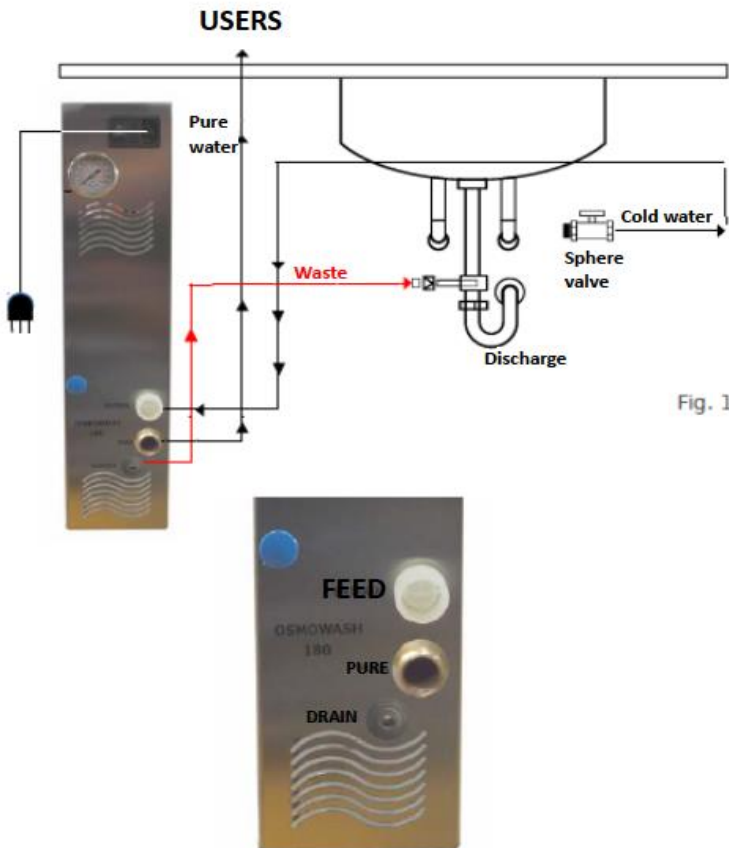 USERS
Pure
water
Cold water
Sphere
valve
Waste
Discharge
Fig. 1
FEED
OSMOWASH
180
PURE
DRAIN